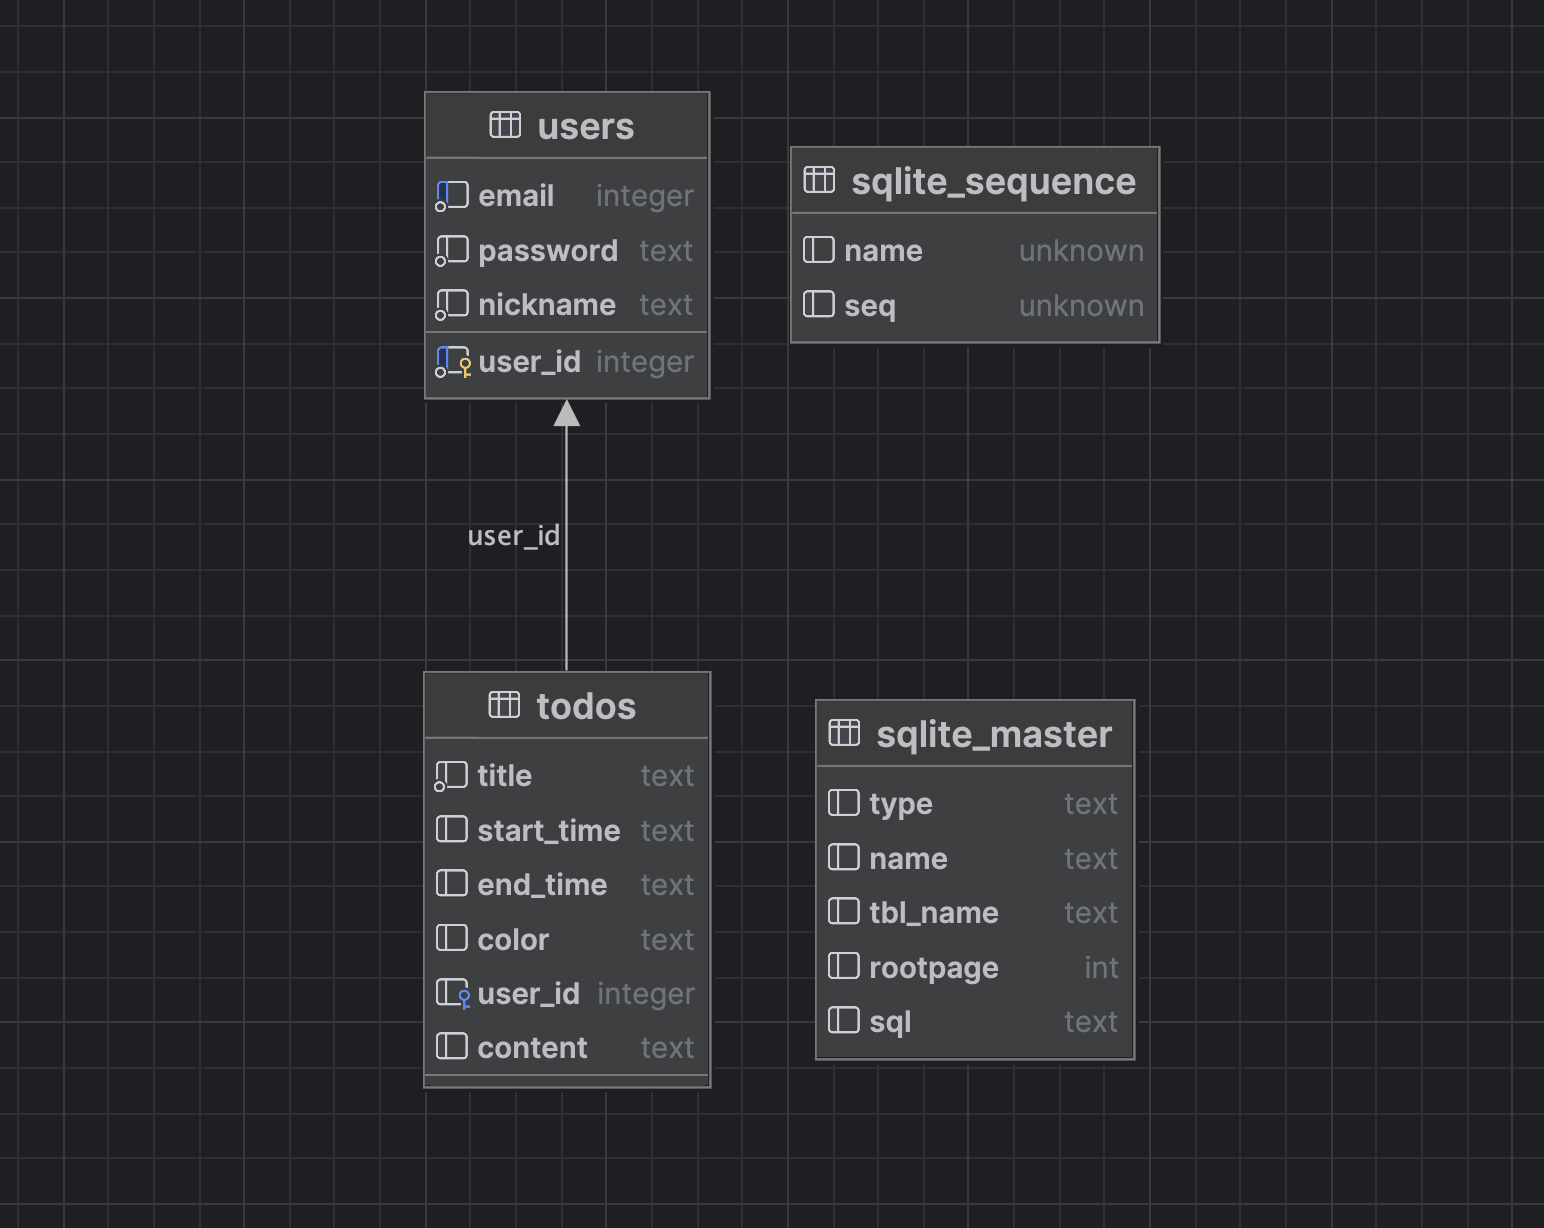 users
email integer
password text
nickname text
user_id integer
sqlite_sequence
name unknown
seq unknown
user_id
todos
title text
start_time text
end_time text
color text
user_id integer
content text
sqlite_master
type text
name text
tbl_name text
rootpage int
sql text